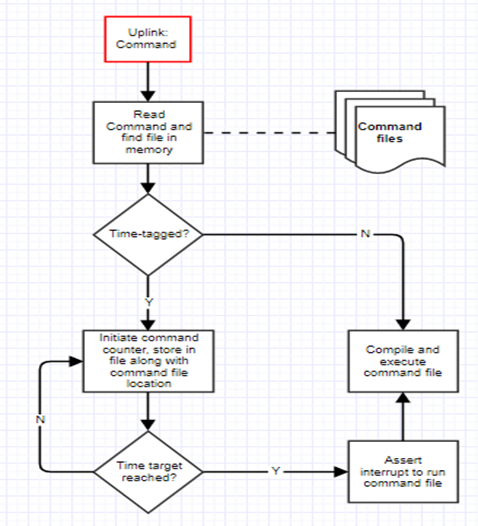 Uplink:
Command
Read
Command and
find file in
memory
Command
files
Time-tagged?
N
Y
Initiate command
counter, store in
file along with
command file
location
Compile and
execute
command file
N
Time target
reached?
Y
Assert
interrupt to run
command file